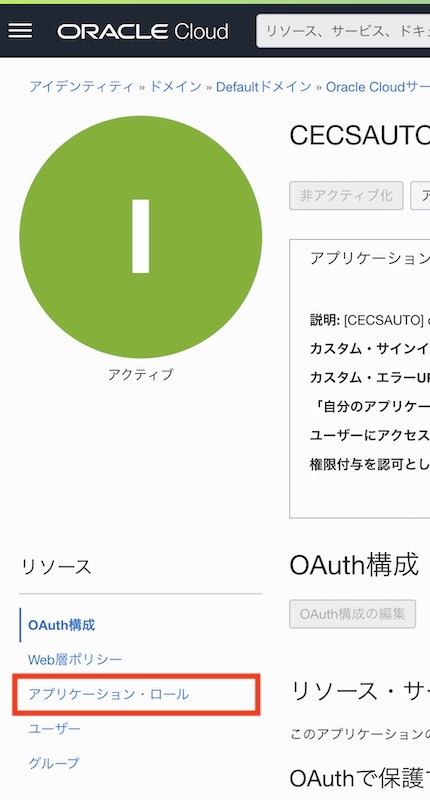 ORACLE Cloud
リソース、サービス、ドキュ
アイデンティティ » ドメイン » Defaultドメイン » Oracle Cloudサー
CECSAUTO
非アクティブ化
ア
I
アクティブ
アプリケーション
説明: [CECSAUTO]
カスタム・サインイ
カスタム・エラーUR
「自分のアプリケー
ユーザーにアクセス
権限付与を認可とし
リソース
OAuth構成
Web層ポリシー
アプリケーション・ロール
ユーザー
グループ
OAuth構成
OAuth構成の編集
リソース・サー
このアプリケーションの
OAuthで保護す